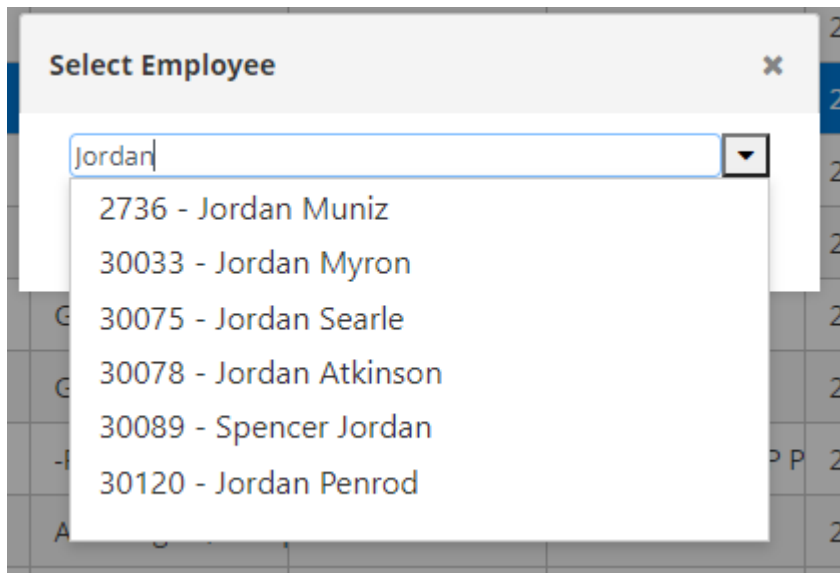 Select Employee
Jordan
2736 - Jordan Muniz
30033 - Jordan Myron
30075 - Jordan Searle
30078 - Jordan Atkinson
30089 - Spencer Jordan
30120 - Jordan Penrod
P P